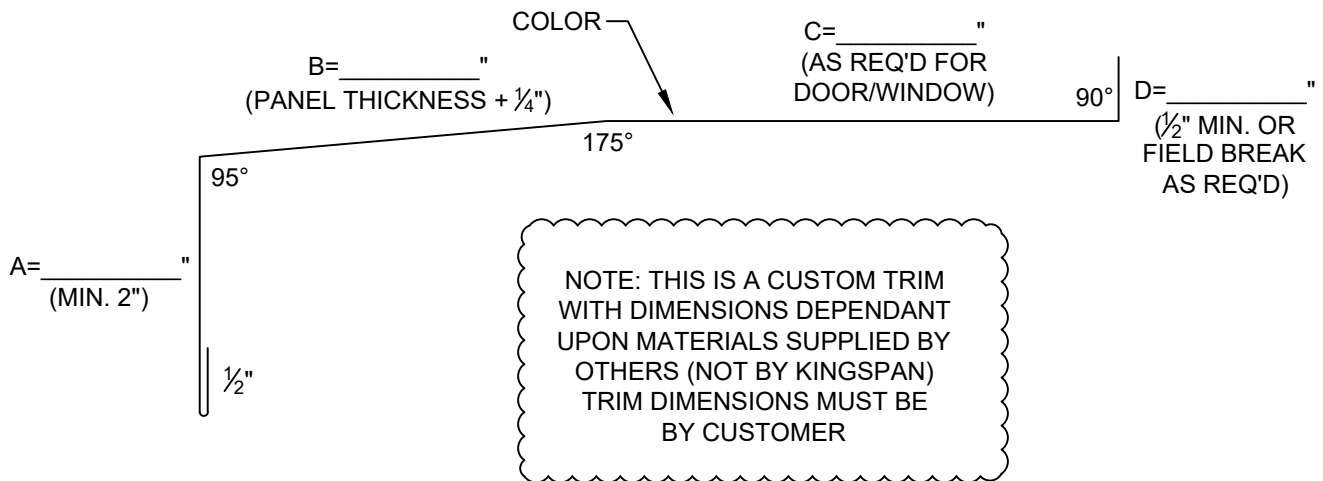 COLOR
B=__________"
(PANEL THICKNESS + ¼")
C=__________"
(AS REQ'D FOR
DOOR/WINDOW)
90°
D=__________"
(½" MIN. OR
FIELD BREAK
AS REQ'D)
175°
95°
A=__________"
(MIN. 2")
½"
NOTE: THIS IS A CUSTOM TRIM
WITH DIMENSIONS DEPENDANT
UPON MATERIALS SUPPLIED BY
OTHERS (NOT BY KINGSPAN)
TRIM DIMENSIONS MUST BE
BY CUSTOMER